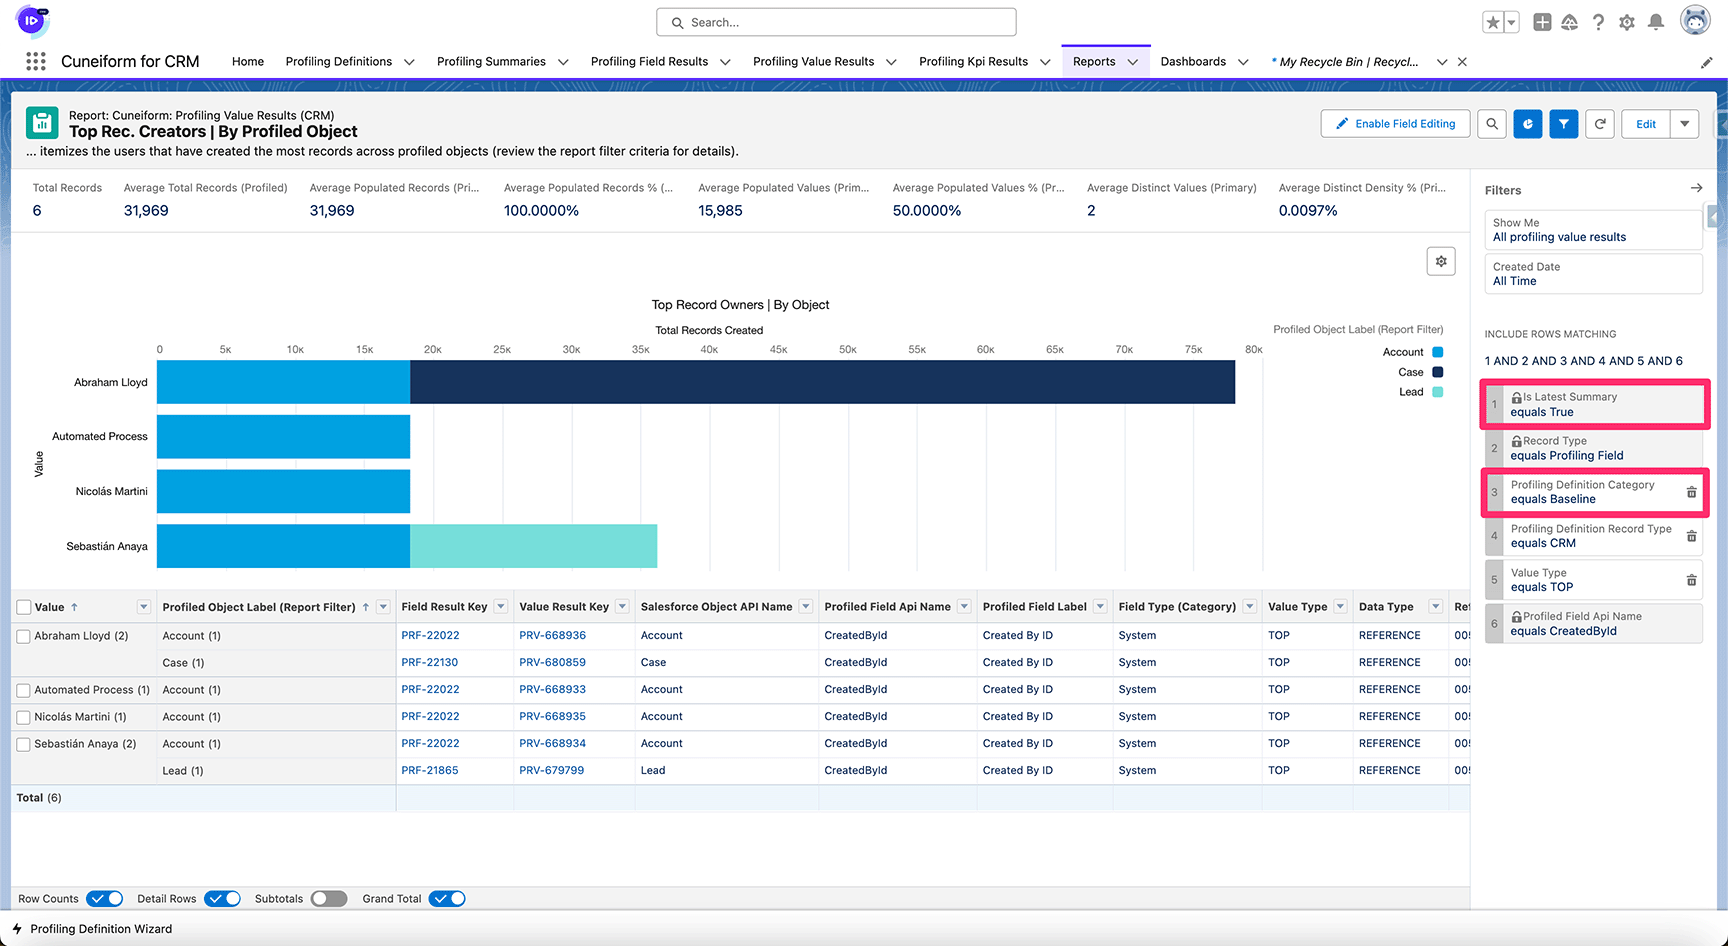 ID
Search...
Cuneiform for CRM
Home
Profiling Definitions
Profiling Summaries
Profiling Field Results
Profiling Value Results
Profiling Kpi Results
Reports
Dashboards
* My Recycle Bin | Recycl...
Report: Cuneiform: Profiling Value Results (CRM)
Top Rec. Creators | By Profiled Object
... itemizes the users that have created the most records across profiled objects (review the report filter criteria for details).
Enable Field Editing
Edit
Total Records
6
Average Total Records (Profiled)
31,969
Average Populated Records (Pri...
31,969
Average Populated Records % (...
100.0000%
Average Populated Values (Prim...
15,985
Average Populated Values % (Pr...
50.0000%
Average Distinct Values (Primary)
2
Average Distinct Density % (Pri...
0.0097%
Top Record Owners | By Object
Total Records Created
0 5K 10K 15K 20K 25K 30K 35K 40K 45K 50K 55K 60K 65K 70K 75K 80K
Value
Abraham Lloyd
Automated Process
Nicolás Martini
Sebastián Anaya
Profiled Object Label (Report Filter)
Account
Case
Lead
Value ↑ Profiled Object Label (Report Filter) ↑ Field Result Key Value Result Key Salesforce Object API Name Profiled Field Api Name Profiled Field Label Field Type (Category) Value Type Data Type Ref
Abraham Lloyd (2) Account (1) PRF-22022 PRV-668936 Account CreatedById Created By ID System TOP REFERENCE 005
Case (1) PRF-22130 PRV-680859 Case CreatedById Created By ID System TOP REFERENCE 005
Automated Process (1) Account (1) PRF-22022 PRV-668933 Account CreatedById Created By ID System TOP REFERENCE 005
Nicolás Martini (1) Account (1) PRF-22022 PRV-668935 Account CreatedById Created By ID System TOP REFERENCE 005
Sebastián Anaya (2) Account (1) PRF-22022 PRV-668934 Account CreatedById Created By ID System TOP REFERENCE 005
Lead (1) PRF-21865 PRV-679799 Lead CreatedById Created By ID System TOP REFERENCE 005
Total (6)
Row Counts
Detail Rows
Subtotals
Grand Total
Filters
Show Me
All profiling value results
Created Date
All Time
INCLUDE ROWS MATCHING
1 AND 2 AND 3 AND 4 AND 5 AND 6
1
Is Latest Summary
equals True
2
Record Type
equals Profiling Field
3
Profiling Definition Category
equals Baseline
4
Profiling Definition Record Type
equals CRM
5
Value Type
equals TOP
6
Profiled Field Api Name
equals CreatedById
Profiling Definition Wizard